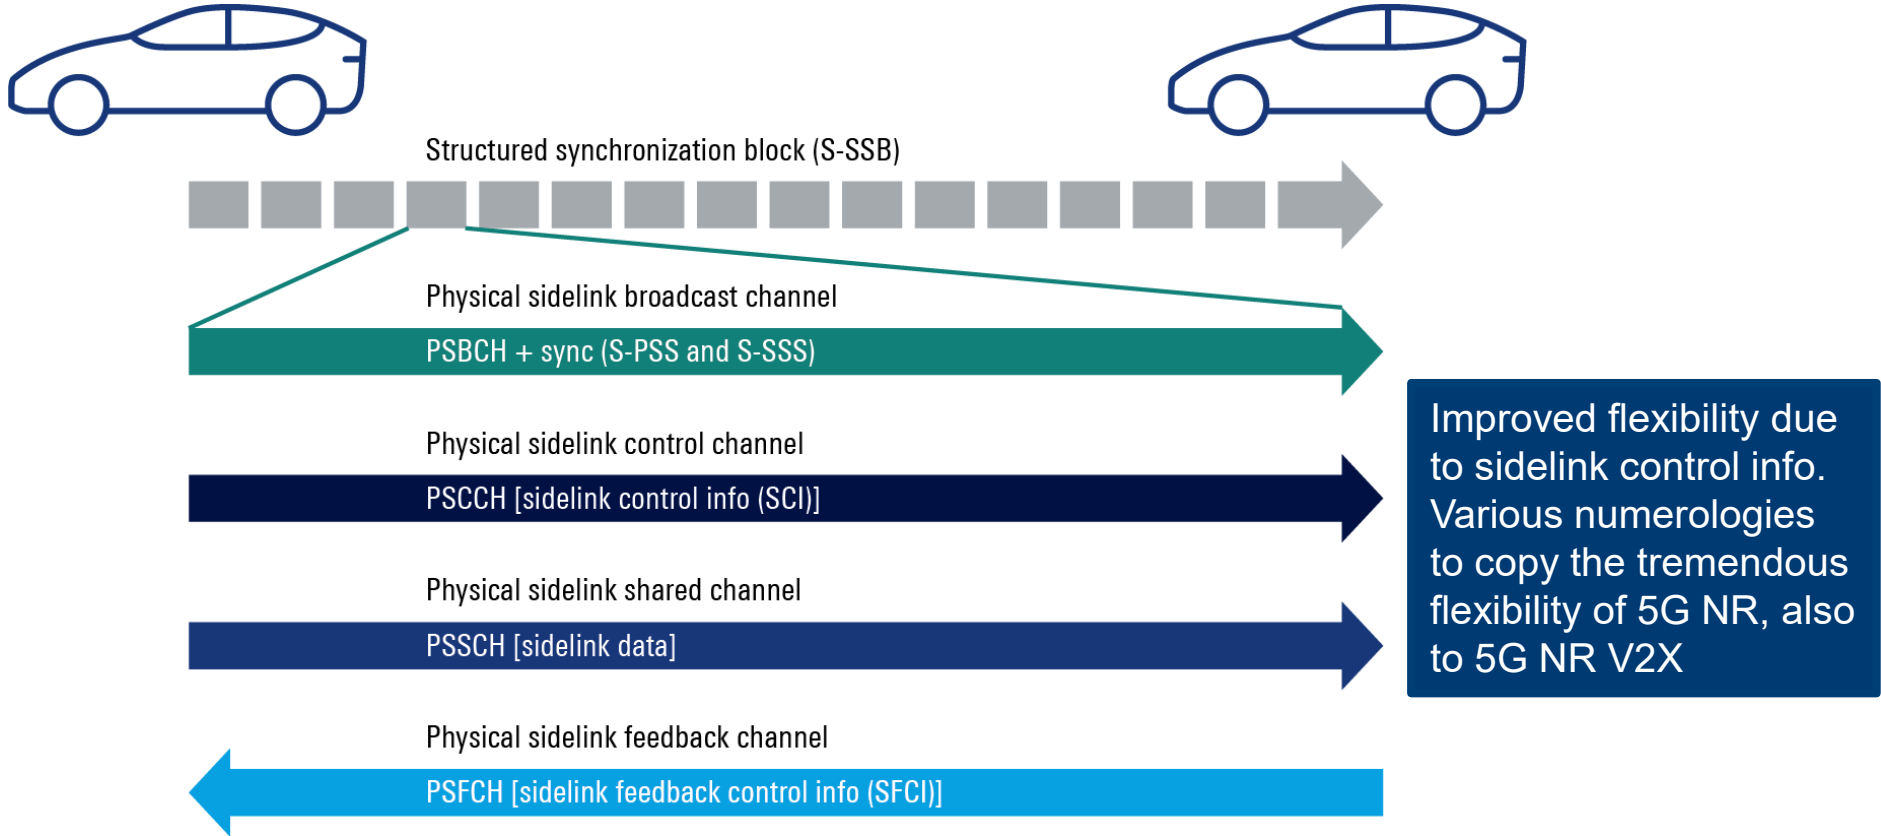 Structured synchronization block (S-SSB)
Physical sidelink broadcast channel
PSBCH + sync (S-PSS and S-SSS)
Physical sidelink control channel
PSCCH [sidelink control info (SCI)]
Physical sidelink shared channel
PSSCH [sidelink data]
Physical sidelink feedback channel
PSFCH [sidelink feedback control info (SFCI)]
Improved flexibility due
to sidelink control info.
Various numerologies
to copy the tremendous
flexibility of 5G NR, also
to 5G NR V2X